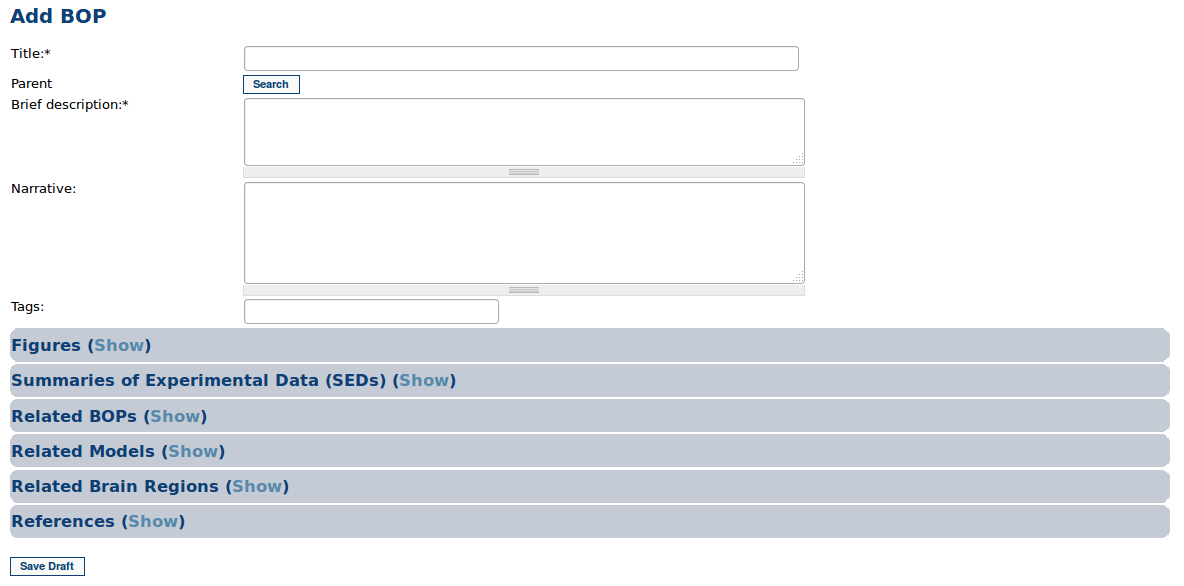 Add BOP
Title:*
Parent Search
Brief description:*
Narrative:
Tags:
Figures (Show)
Summaries of Experimental Data (SEDs) (Show)
Related BOPs (Show)
Related Models (Show)
Related Brain Regions (Show)
References (Show)
Save Draft